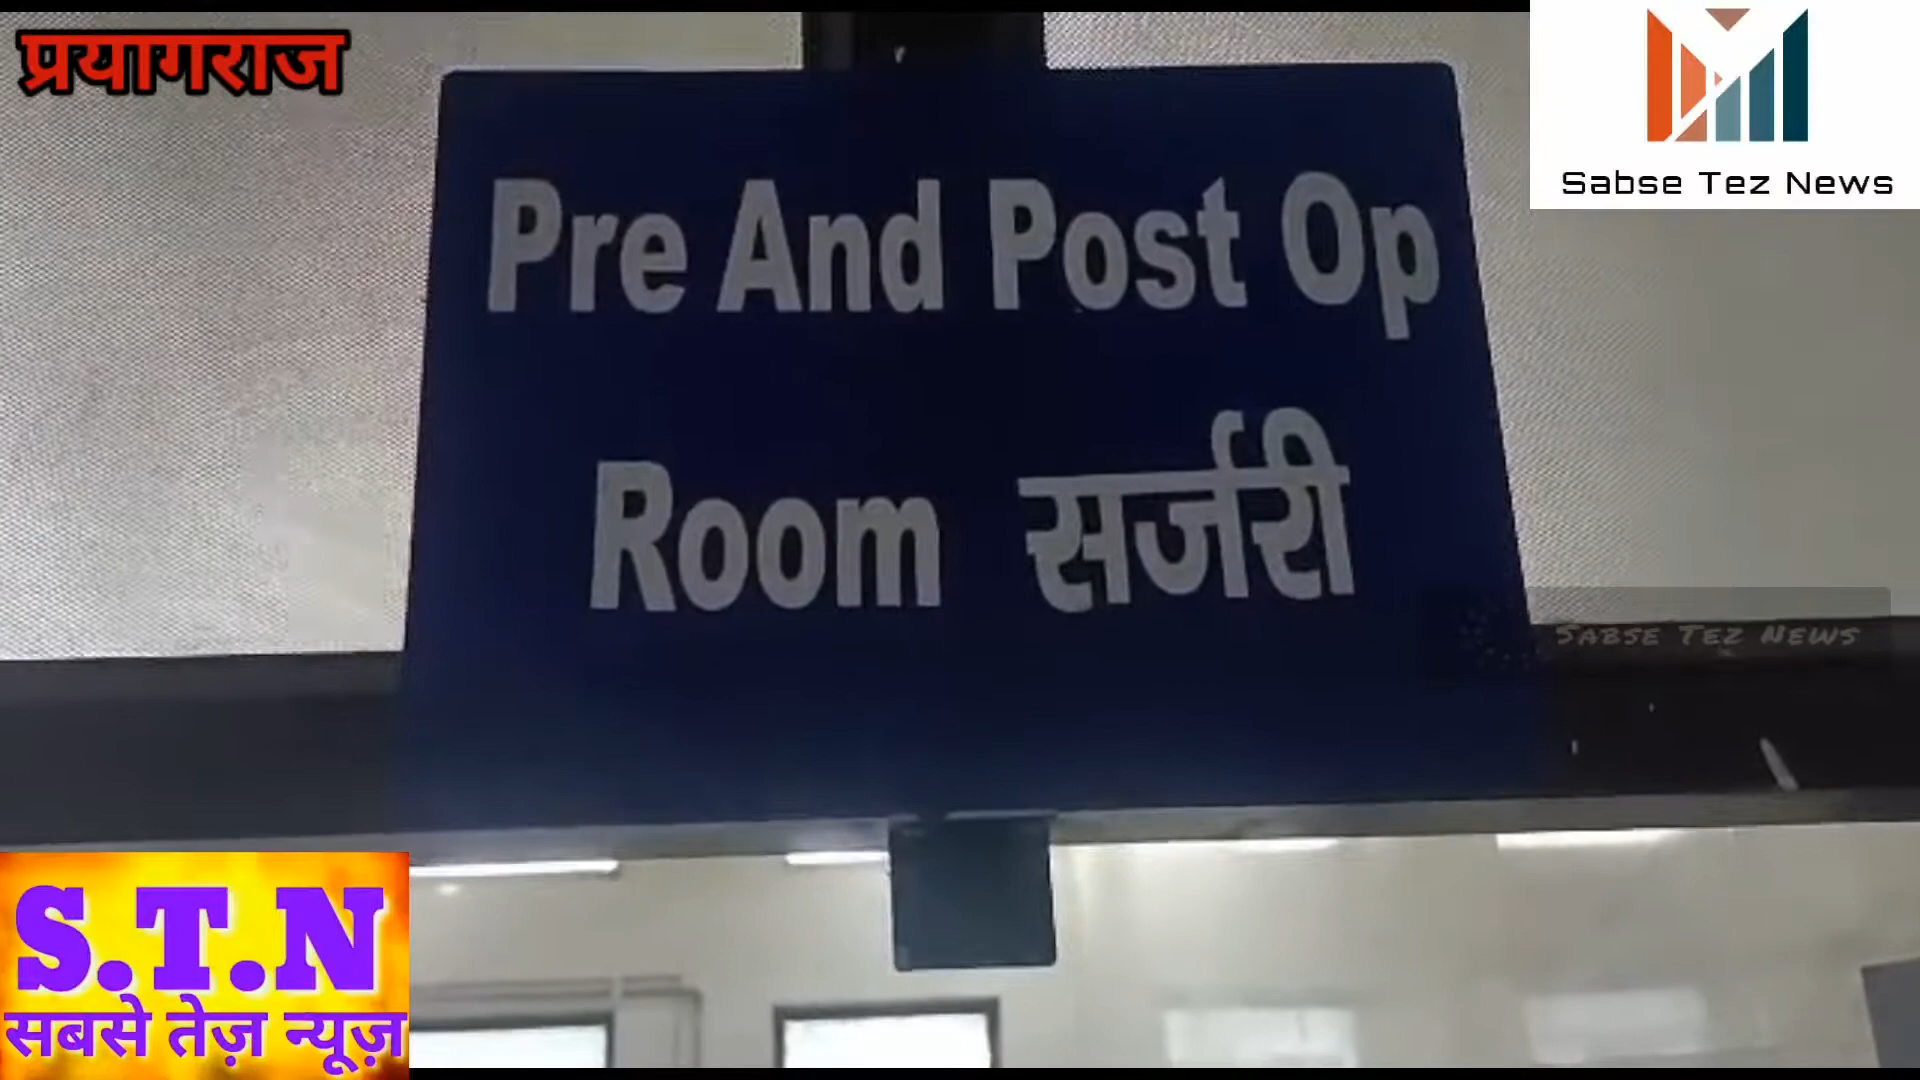 प्रयागराज
Sabse Tez News
Pre And Post Op
Room सर्जरी
Sabse Tez News
S.T.N
सबसे तेज़ न्यूज़